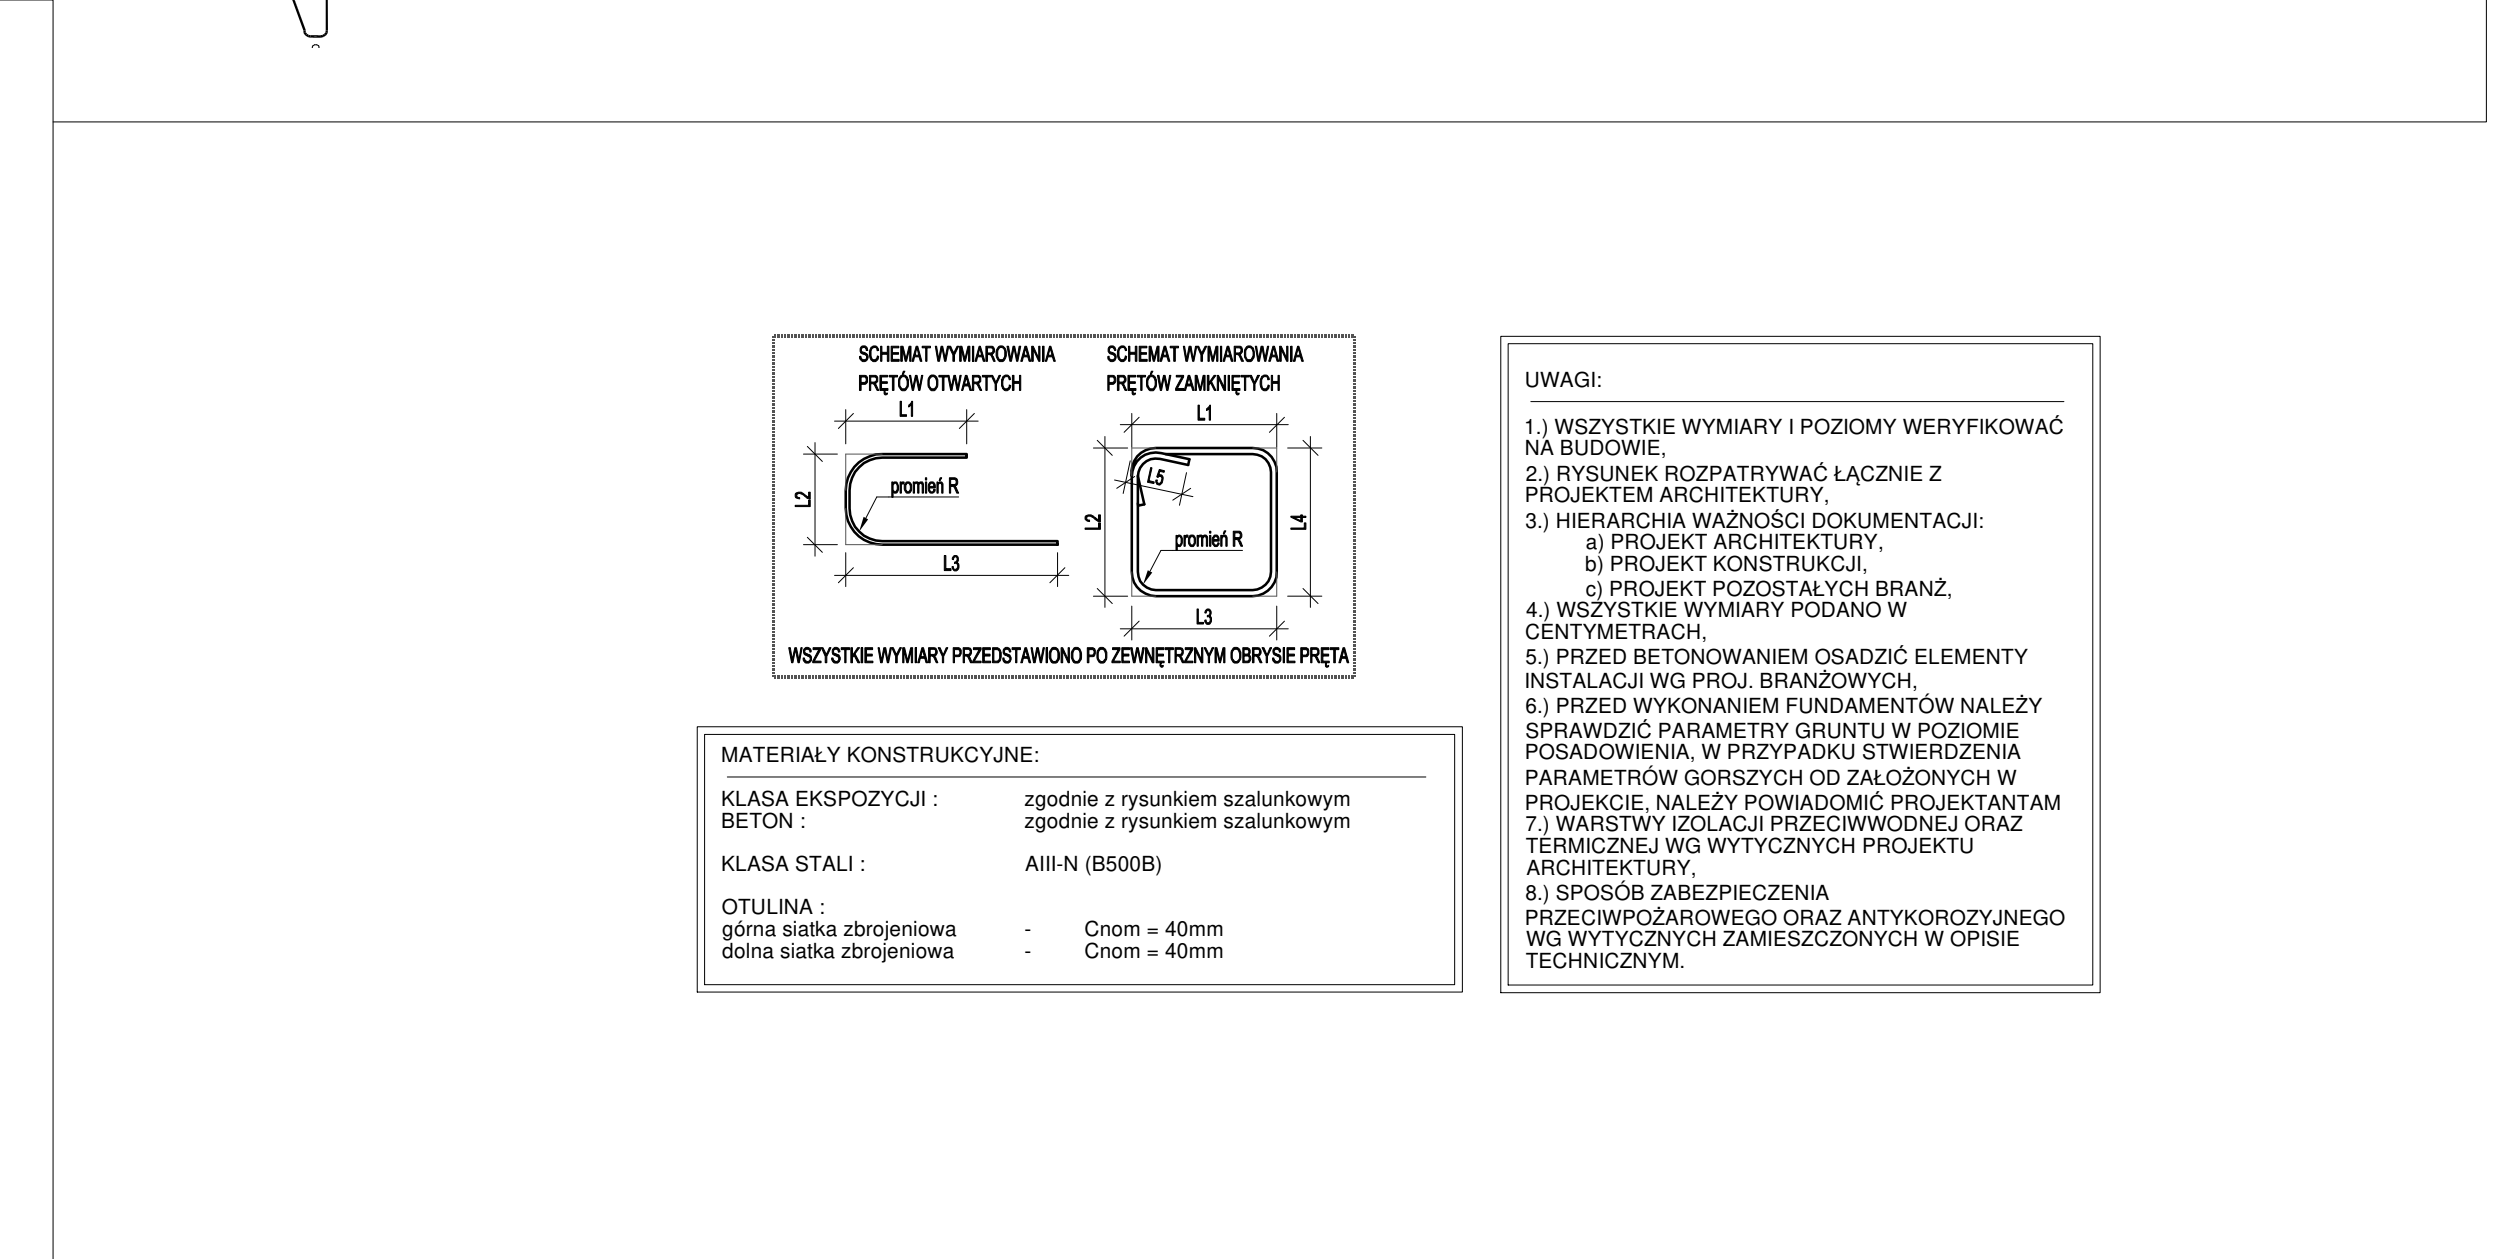 SCHEMAT WYMIAROWANIA
PRĘTÓW OTWARTYCH
L1
L2
promień R
L3
SCHEMAT WYMIAROWANIA
PRĘTÓW ZAMKNIĘTYCH
L1
L5
L2
L4
promień R
L3
WSZYSTKIE WYMIARY PRZEDSTAWIONO PO ZEWNĘTRZNYM OBRYSIE PRĘTA
MATERIAŁY KONSTRUKCYJNE:
KLASA EKSPOZYCJI : zgodnie z rysunkiem szalunkowym
BETON : zgodnie z rysunkiem szalunkowym
KLASA STALI : AIII-N (B500B)
OTULINA :
górna siatka zbrojeniowa - Cnom = 40mm
dolna siatka zbrojeniowa - Cnom = 40mm
UWAGI:
1.) WSZYSTKIE WYMIARY I POZIOMY WERYFIKOWAĆ
NA BUDOWIE,
2.) RYSUNEK ROZPATRYWAĆ ŁĄCZNIE Z
PROJEKTEM ARCHITEKTURY,
3.) HIERARCHIA WAŻNOŚCI DOKUMENTACJI:
a) PROJEKT ARCHITEKTURY,
b) PROJEKT KONSTRUKCJI,
c) PROJEKT POZOSTAŁYCH BRANŻ,
4.) WSZYSTKIE WYMIARY PODANO W
CENTYMETRACH,
5.) PRZED BETONOWANIEM OSADZIĆ ELEMENTY
INSTALACJI WG PROJ. BRANŻOWYCH,
6.) PRZED WYKONANIEM FUNDAMENTÓW NALEŻY
SPRAWDZIĆ PARAMETRY GRUNTU W POZIOMIE
POSADOWIENIA, W PRZYPADKU STWIERDZENIA
PARAMETRÓW GORSZYCH OD ZAŁOŻONYCH W
PROJEKCIE, NALEŻY POWIADOMIĆ PROJEKTANTAM
7.) WARSTWY IZOLACJI PRZECIWWODNEJ ORAZ
TERMICZNEJ WG WYTYCZNYCH PROJEKTU
ARCHITEKTURY,
8.) SPOSÓB ZABEZPIECZENIA
PRZECIWPOŻAROWEGO ORAZ ANTYKOROZYJNEGO
WG WYTYCZNYCH ZAMIESZCZONYCH W OPISIE
TECHNICZNYM.